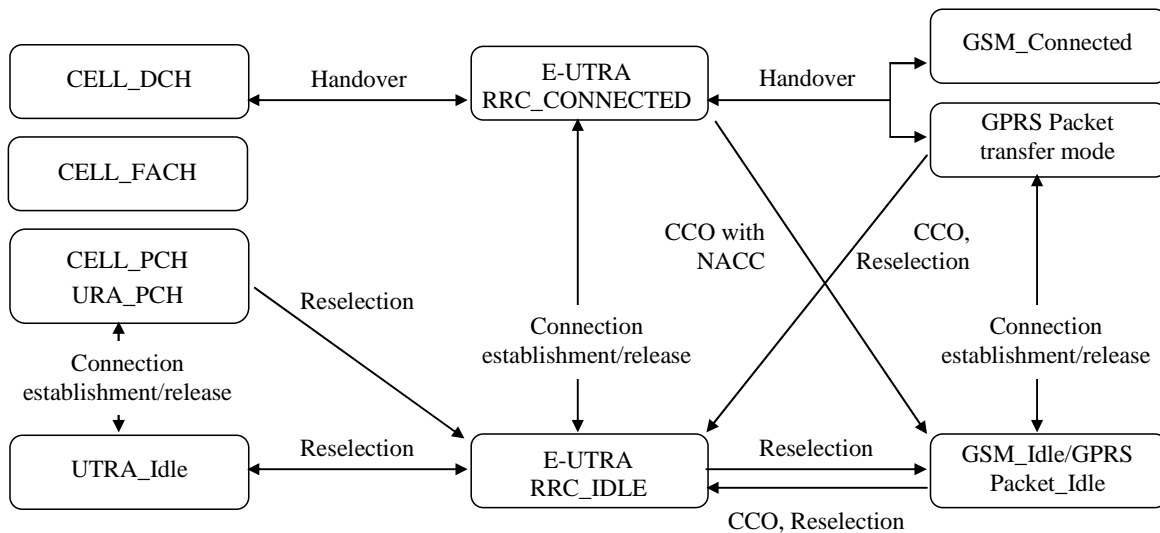 CELL_DCH
Handover
E-UTRA
RRC_CONNECTED
Handover
GSM_Connected
GPRS Packet
transfer mode
CELL_FACH
CELL_PCH
URA_PCH
Reselection
CCO with
NACC
CCO,
Reselection
Connection
establishment/release
Connection
establishment/release
Connection
establishment/release
UTRA_Idle
Reselection
E-UTRA
RRC_IDLE
Reselection
CCO, Reselection
GSM_Idle/GPRS
Packet_Idle